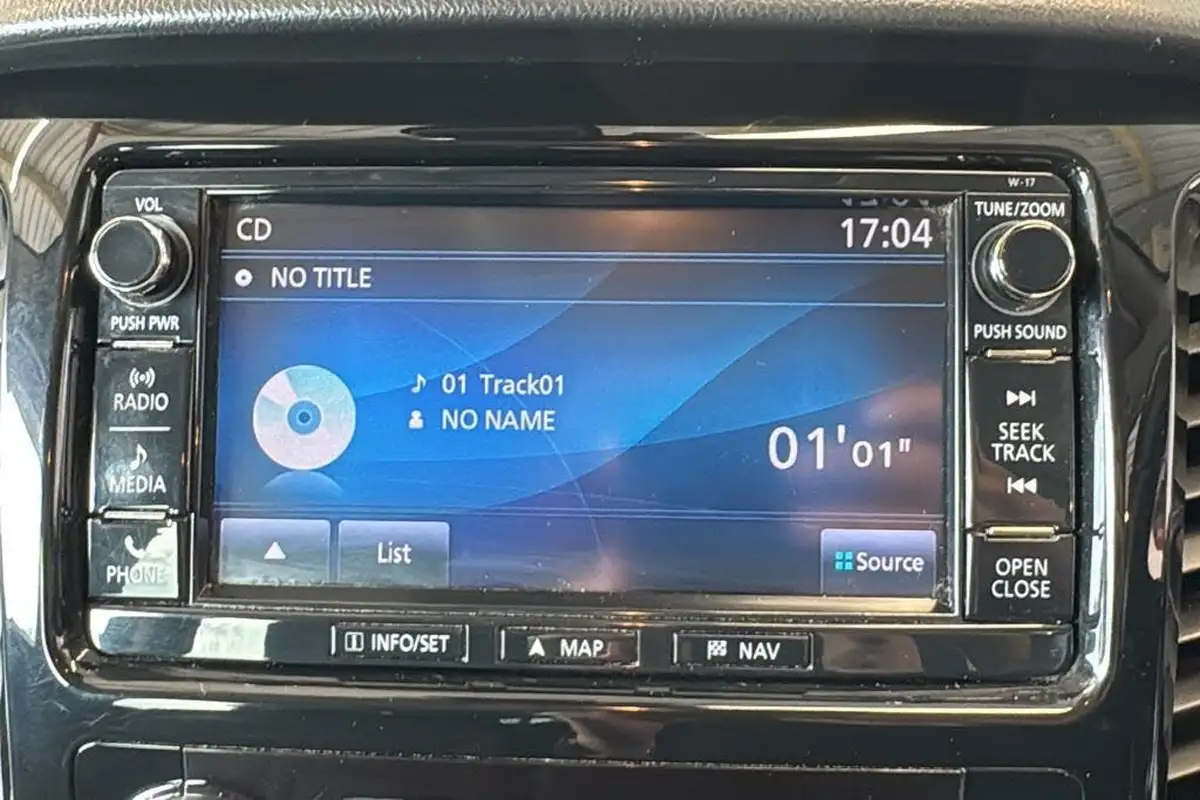 W-17
VOL
TUNE/ZOOM
CD
17:04
NO TITLE
PUSH PWR
PUSH SOUND
RADIO
01 Track01
NO NAME
01'01"
SEEK
TRACK
MEDIA
PHONE
List
Source
OPEN
CLOSE
INFO/SET
MAP
NAV